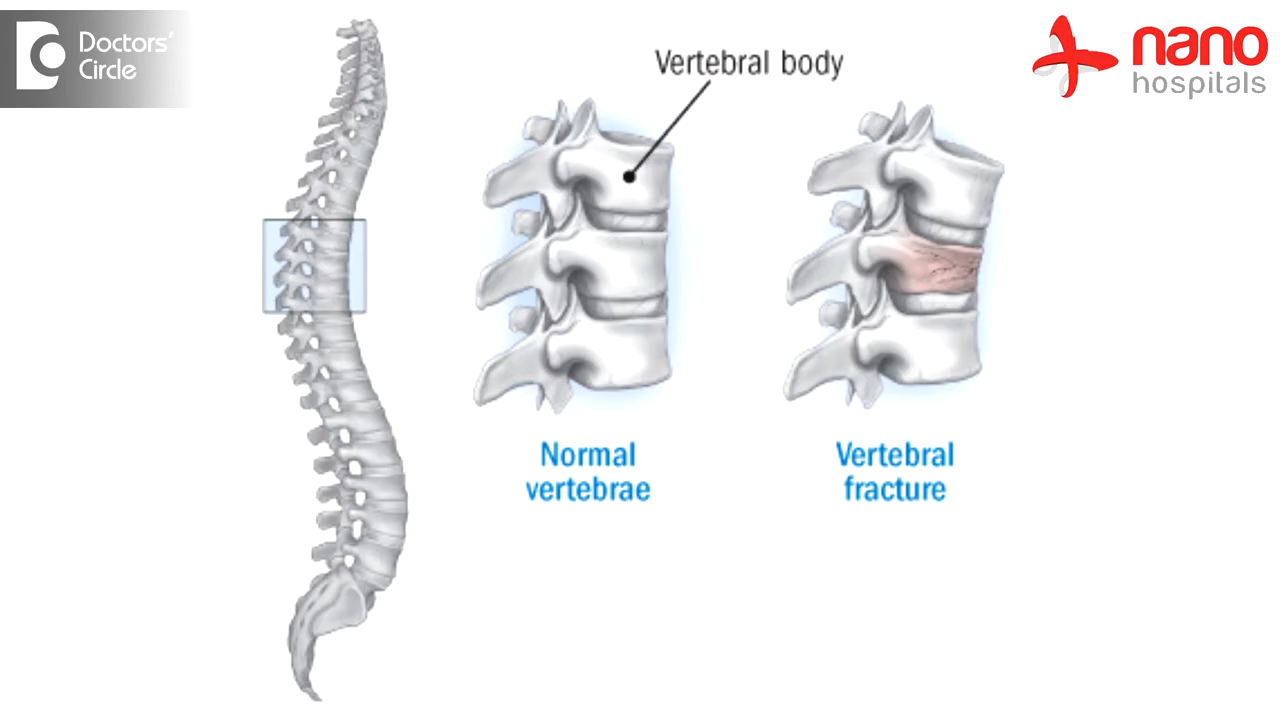 Doctors'
Circle
nano
hospitals
Vertebral body
Normal
vertebrae
Vertebral
fracture